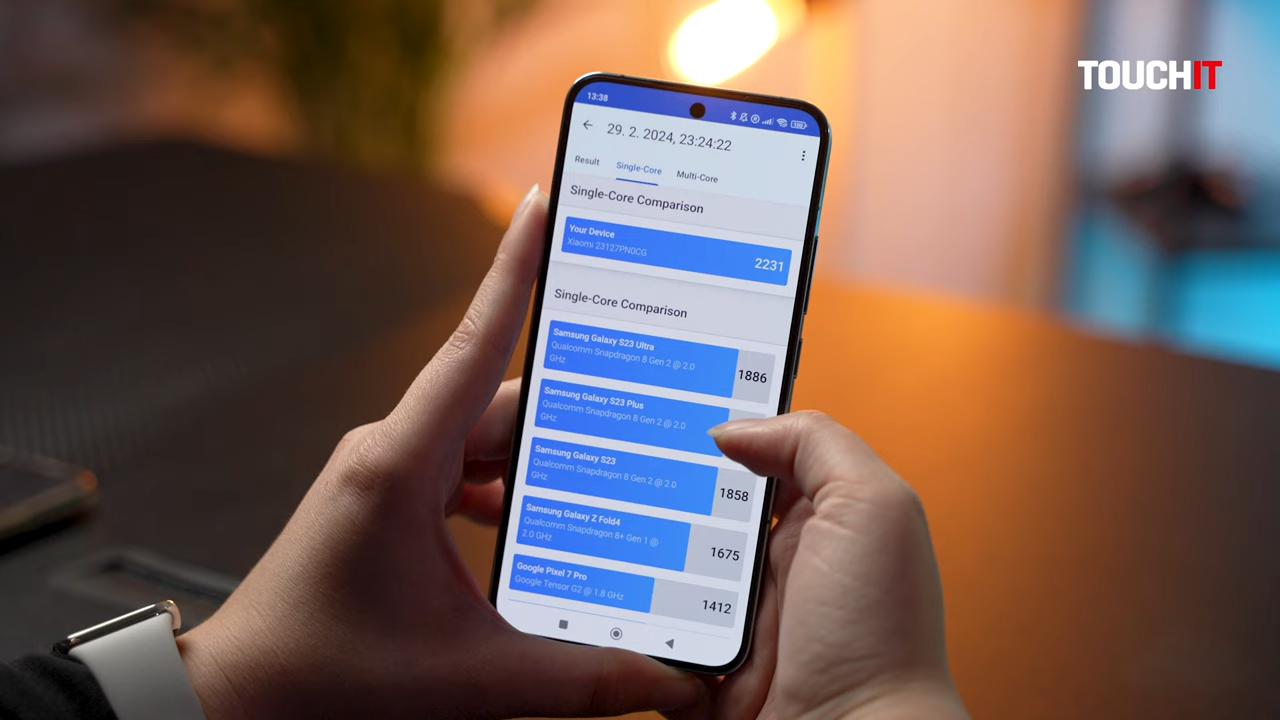 TOUCHIT
13:38
100
29. 2. 2024, 23:24:22
Result Single-Core Multi-Core
Single-Core Comparison
Your Device
Xiaomi 23127PN0CG
2231
Single-Core Comparison
Samsung Galaxy S23 Ultra
Qualcomm Snapdragon 8 Gen 2 @ 2.0
GHz
1886
Samsung Galaxy S23 Plus
Qualcomm Snapdragon 8 Gen 2 @ 2.0
GHz
Samsung Galaxy S23
Qualcomm Snapdragon 8 Gen 2 @ 2.0
GHz
1858
Samsung Galaxy Z Fold4
Qualcomm Snapdragon 8+ Gen 1 @
2.0 GHz
1675
Google Pixel 7 Pro
Google Tensor G2 @ 1.8 GHz
1412